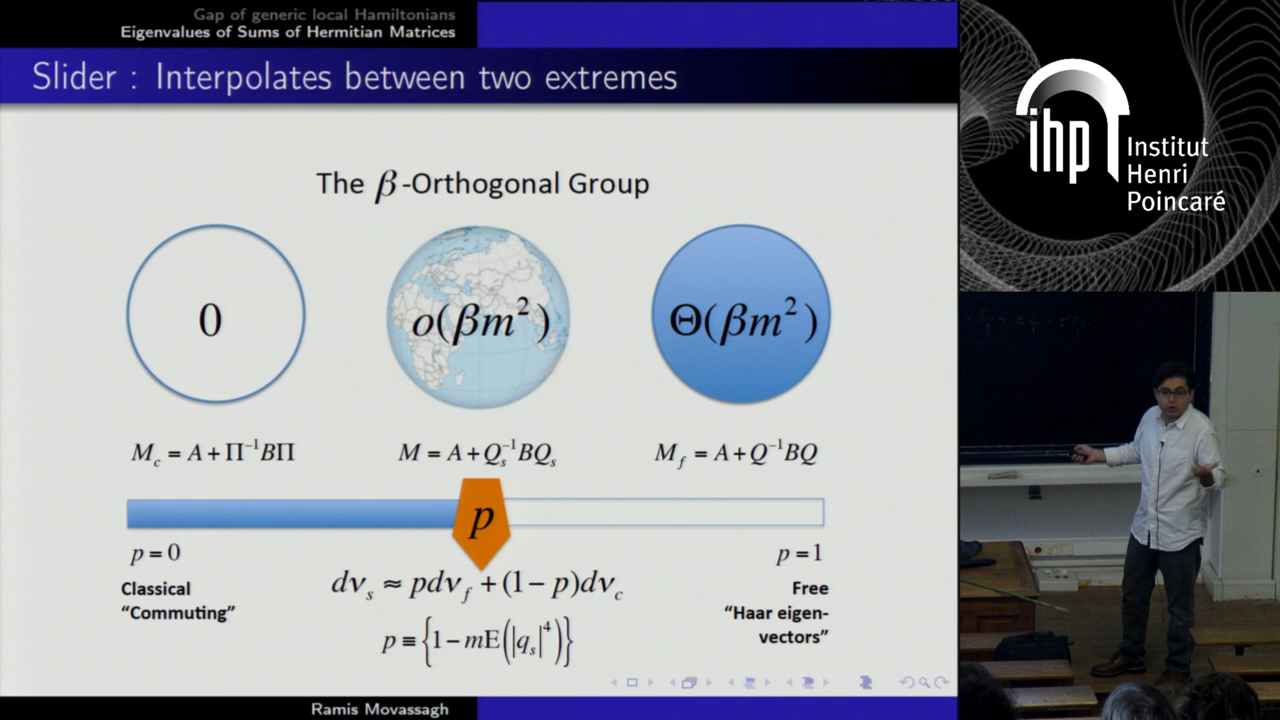 Gap of generic local Hamiltonians
Eigenvalues of Sums of Hermitian Matrices
Slider : Interpolates between two extremes
The β-Orthogonal Group
0
o(βm²)
Θ(βm²)
M_c = A + Π⁻¹BΠ
M = A + Q_s⁻¹BQ_s
M_f = A + Q⁻¹BQ
p
p = 0
p = 1
Classical
"Commuting"
dν_s ≈ pdν_f + (1 − p)dν_c
p ≡ {1 − mE(|q_s|⁴)}
Free
"Haar eigen-
vectors"
Ramis Movassagh
ihp
Institut
Henri
Poincaré